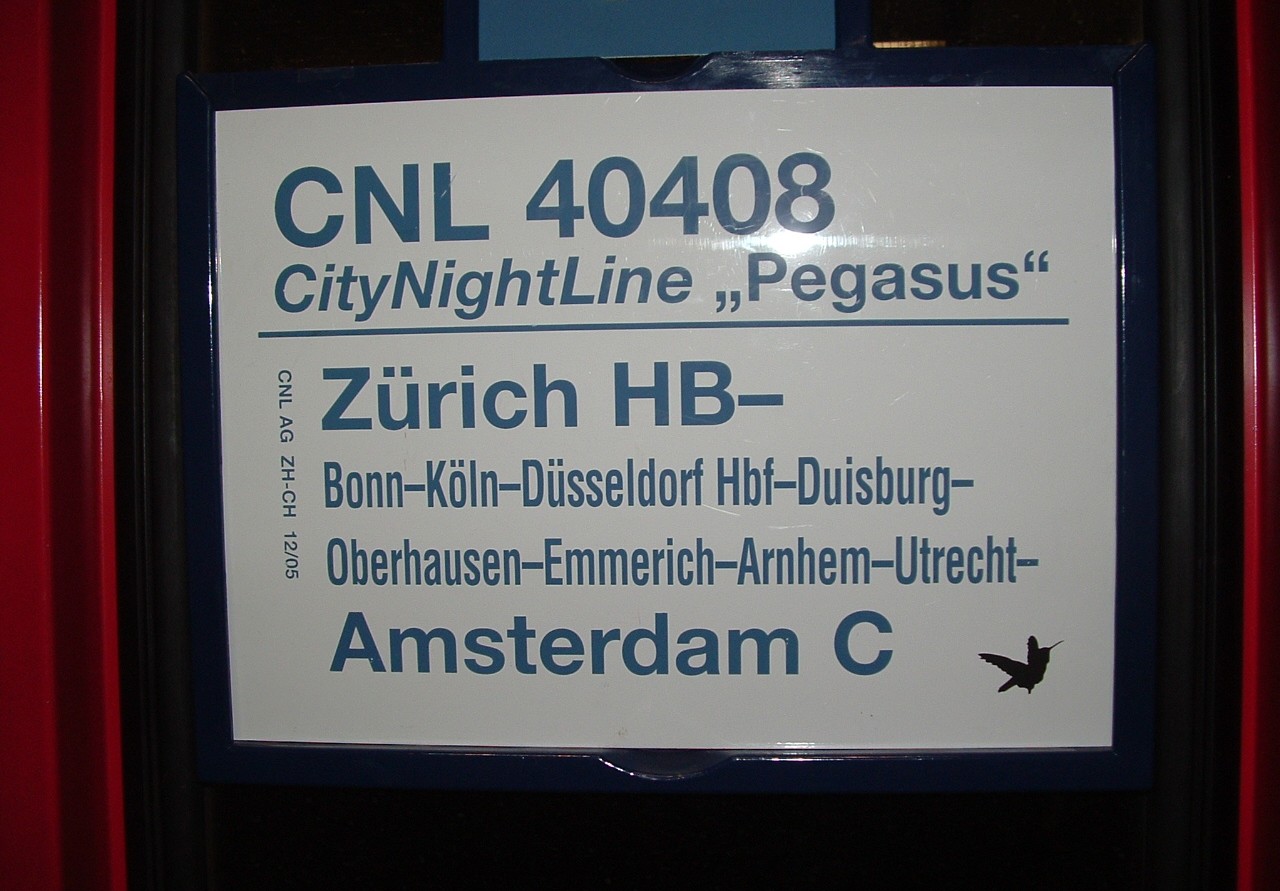 CNL 40408
CityNightLine „Pegasus“
Zürich HB–
Bonn–Köln–Düsseldorf Hbf–Duisburg–
Oberhausen–Emmerich–Arnhem–Utrecht–
Amsterdam C
CNL AG ZH-CH 12/05